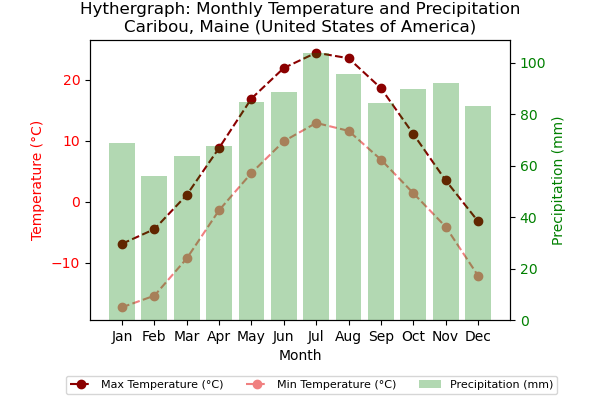 Hythergraph: Monthly Temperature and Precipitation
Caribou, Maine (United States of America)
Temperature (°C)
20
10
0
−10
100
80
60
40
20
0
Precipitation (mm)
Jan Feb Mar Apr May Jun Jul Aug Sep Oct Nov Dec
Month
Max Temperature (°C) Min Temperature (°C) Precipitation (mm)